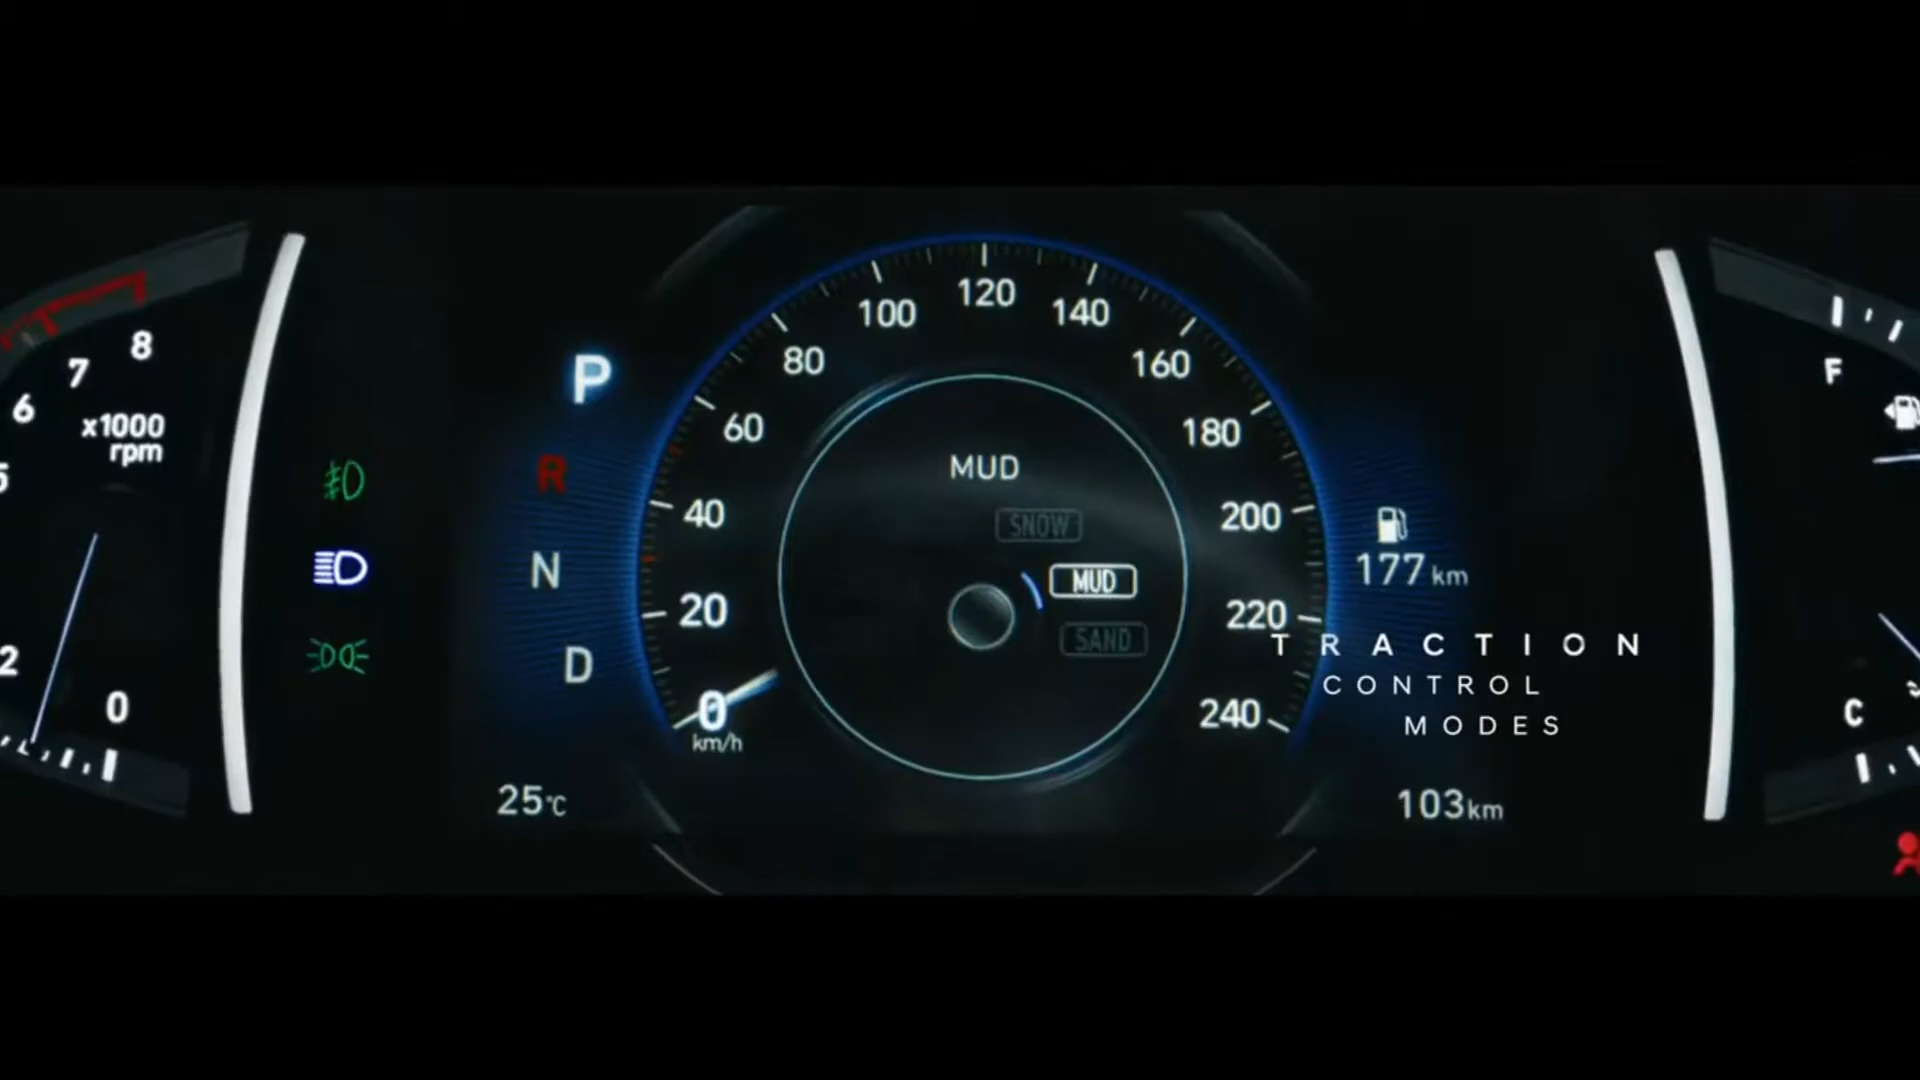 8
7
6
5
2
0
x1000
rpm
P
R
N
D
25°C
0
km/h
20
40
60
80
100
120
140
160
180
200
220
240
MUD
SNOW
MUD
SAND
177 km
TRACTION
CONTROL
MODES
103km
F
C